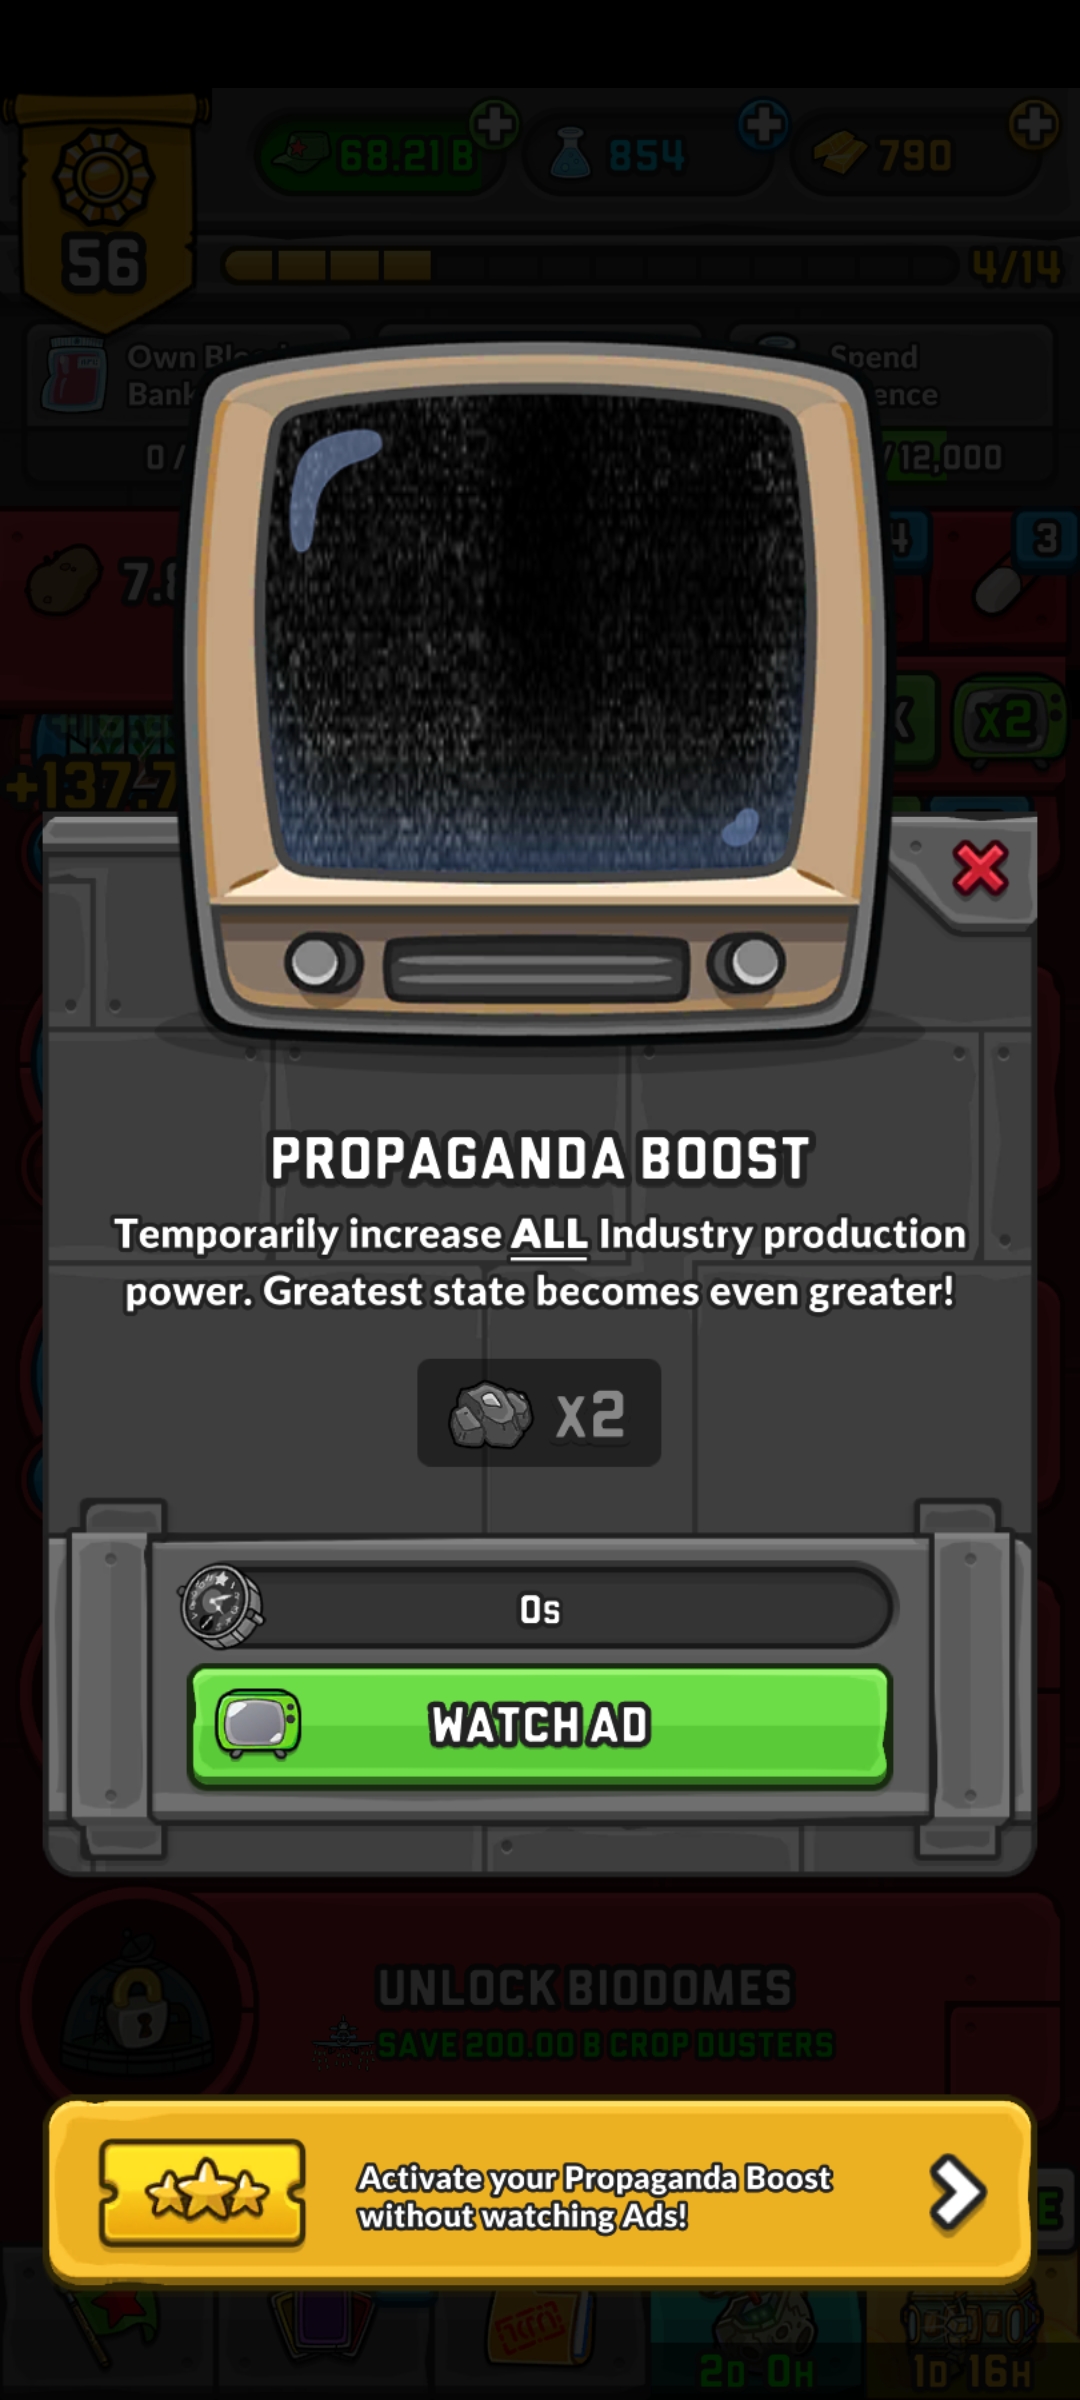 68.21 B
854
790
56
4/14
Own
Bank
Spend
0 /
/12,000
4
3
x2
+137.7
PROPAGANDA BOOST
Temporarily increase ALL Industry production
power. Greatest state becomes even greater!
x2
0s
WATCH AD
UNLOCK BIODOMES
SAVE 200.00 B CROP DUSTERS
Activate your Propaganda Boost
without watching Ads!
2D 0H
1D 16H